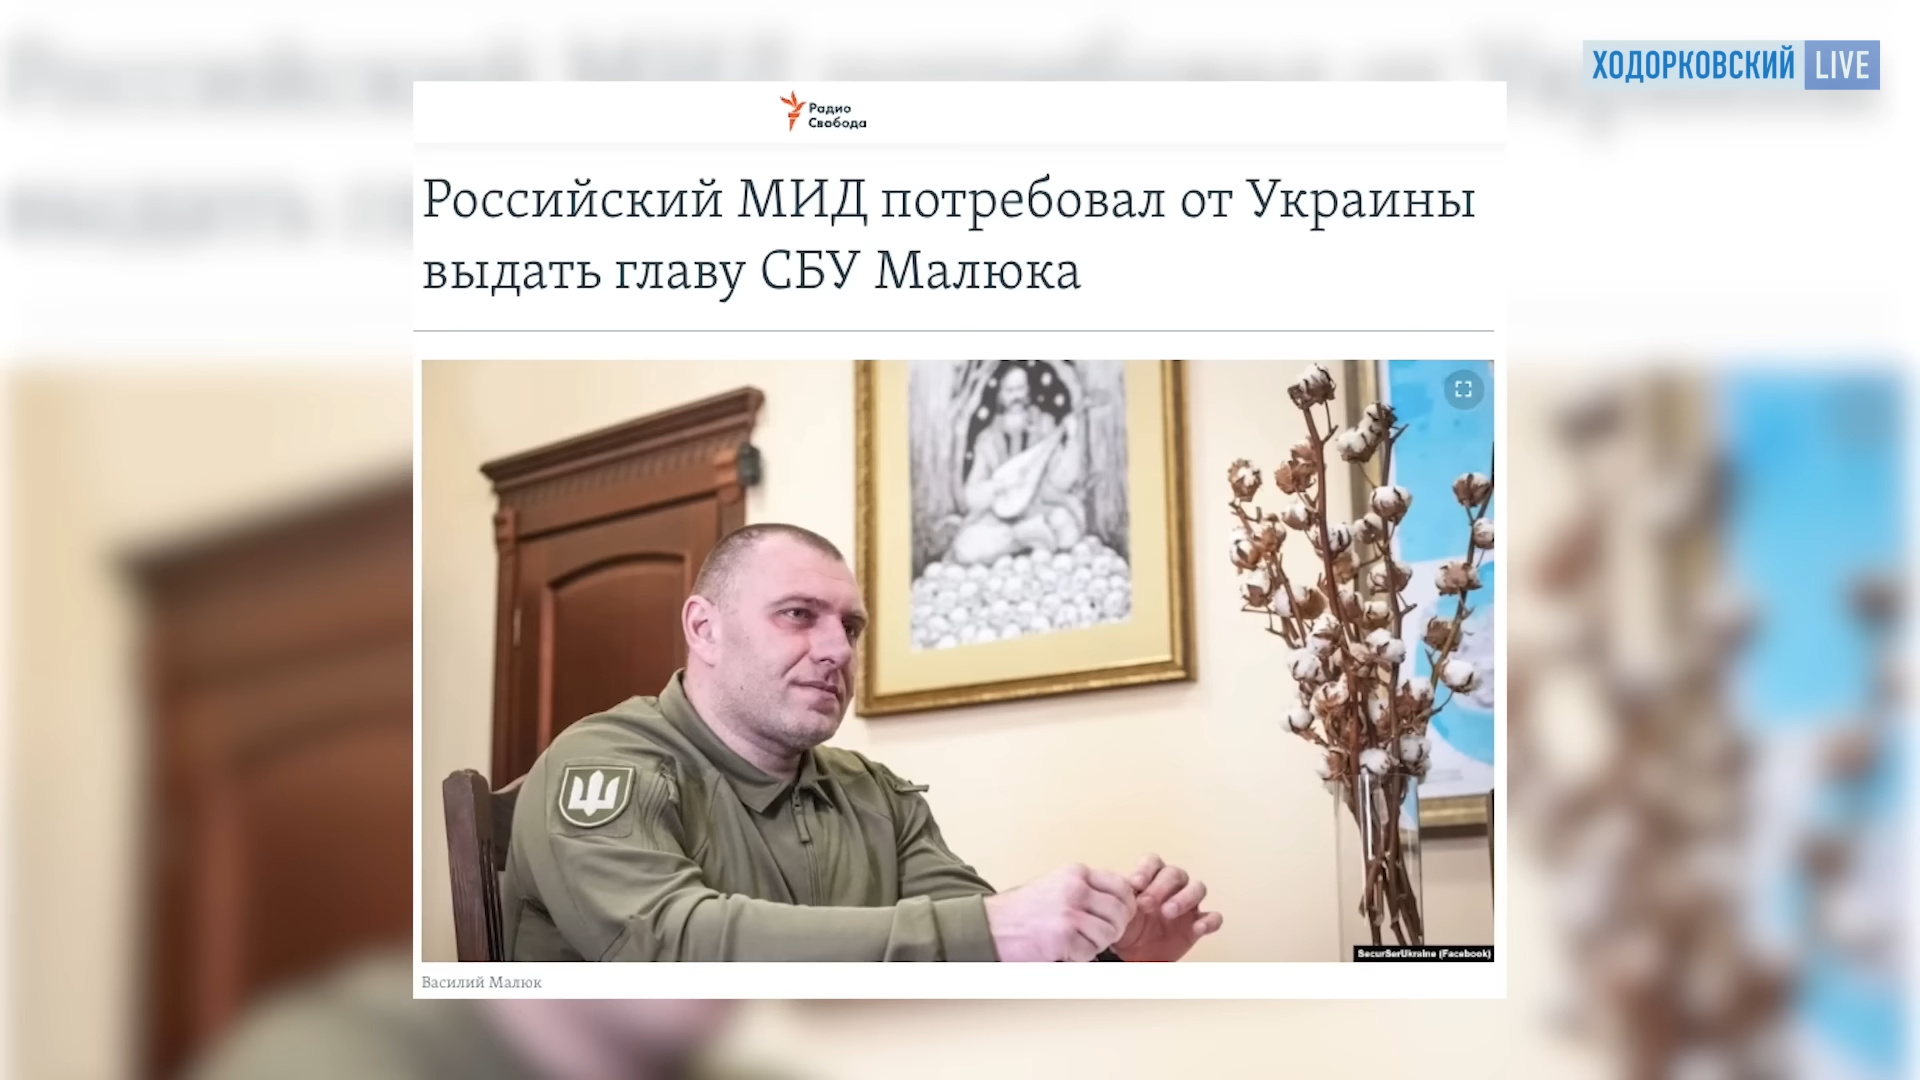 ХОДОРКОВСКИЙ LIVE
Радио
Свобода
Российский МИД потребовал от Украины
выдать главу СБУ Малюка
SecurSerUkraine (Facebook)
Василий Малюк